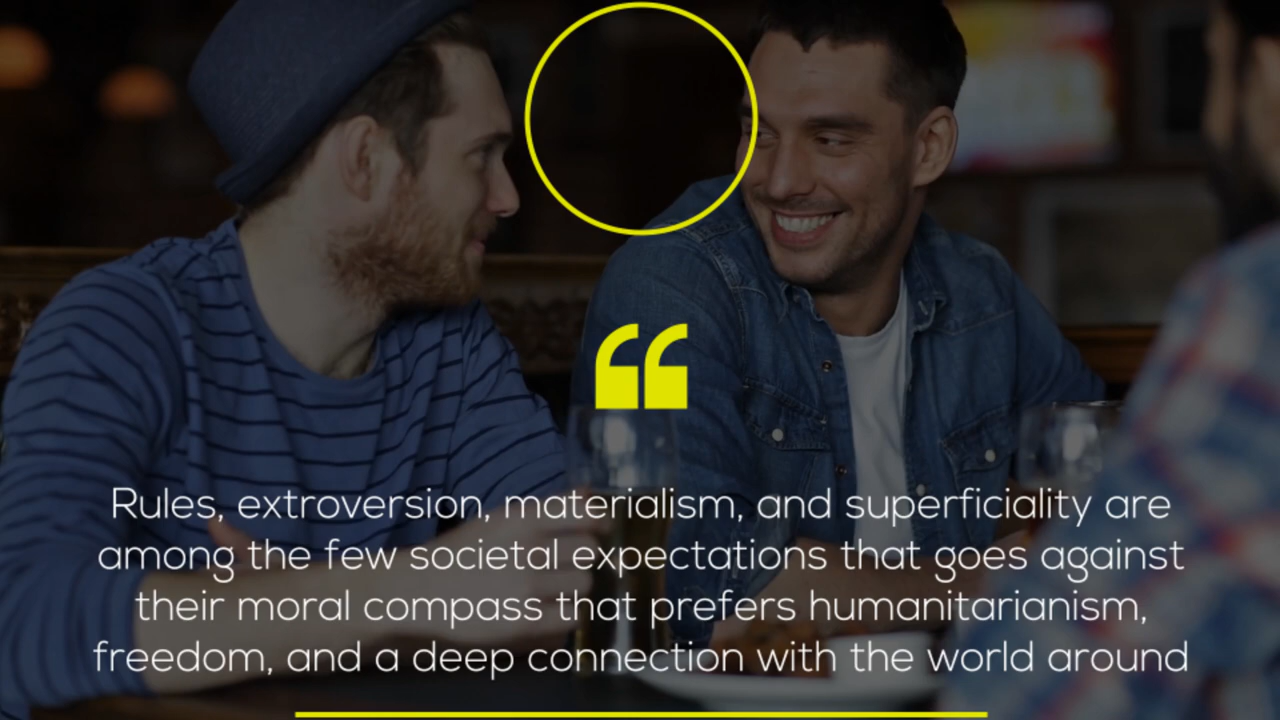 “
Rules, extroversion, materialism, and superficiality are
among the few societal expectations that goes against
their moral compass that prefers humanitarianism,
freedom, and a deep connection with the world around